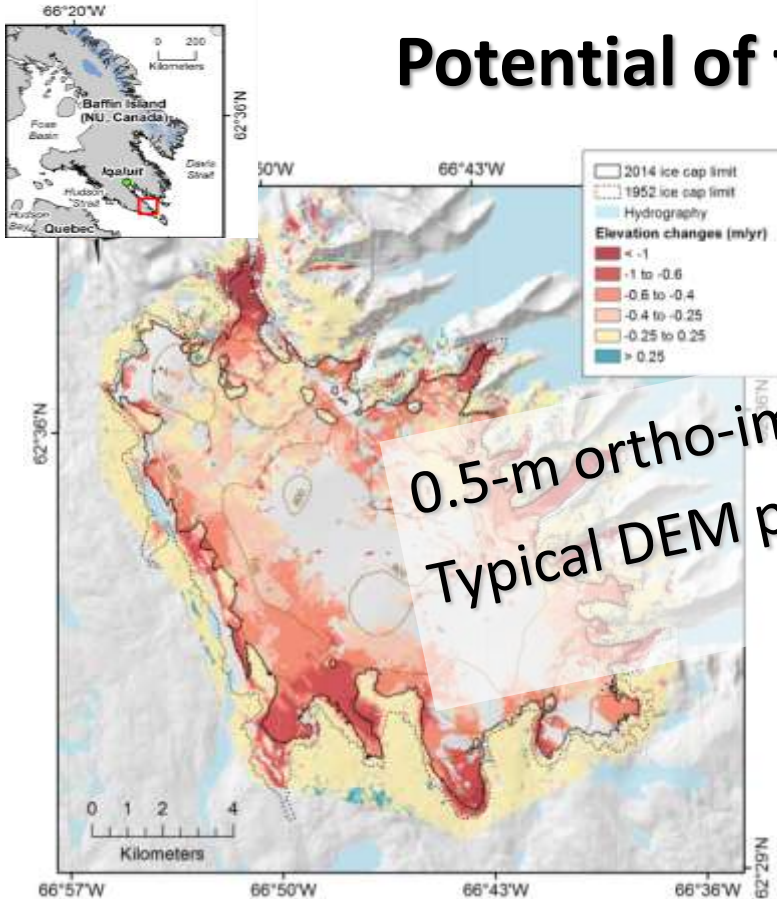 66°20'W
0 200
Kilometers
Baffin Island
(NU, Canada)
62°36'N
Foxe
Basin
Iqaluit
Davis
Strait
Hudson
Strait
Hudson
Bay
Quebec
Potential of
50'W
66°43'W
2014 ice cap limit
1952 ice cap limit
Hydrography
Elevation changes (m/yr)
< -1
-1 to -0.6
-0.6 to -0.4
-0.4 to -0.25
-0.25 to 0.25
> 0.25
62°36'N
0.5-m ortho-im
Typical DEM p
0 1 2 4
Kilometers
62°29'N
66°57'W
66°50'W
66°43'W
66°36'W